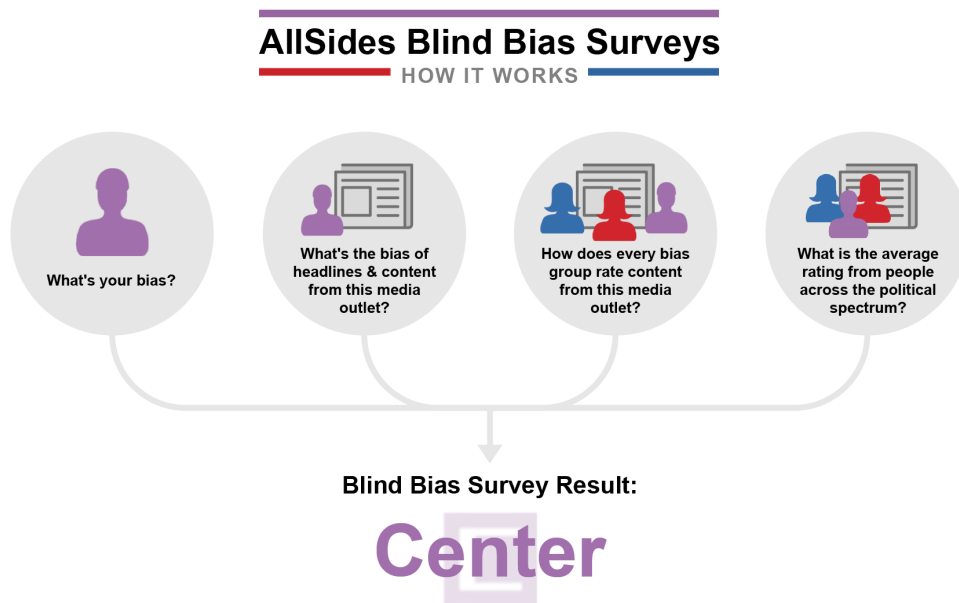 AllSides Blind Bias Surveys
HOW IT WORKS
What's your bias?
What's the bias of
headlines & content
from this media
outlet?
How does every bias
group rate content
from this media
outlet?
What is the average
rating from people
across the political
spectrum?
Blind Bias Survey Result:
Center